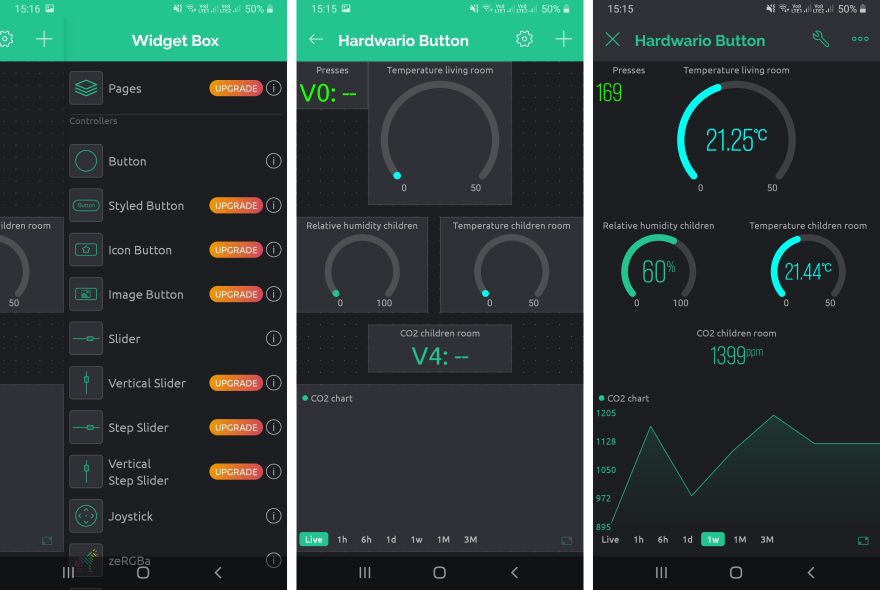 15:16
50%
Widget Box
Pages
UPGRADE
Controllers
Button
Button
Styled Button
UPGRADE
ildren room
Icon Button
UPGRADE
Image Button
UPGRADE
50
Slider
Vertical Slider
UPGRADE
Step Slider
UPGRADE
Vertical
Step Slider
UPGRADE
Joystick
zeRGBa
15:15
50%
Hardwario Button
Presses
V0: --
Temperature living room
0
50
Relative humidity children
0
100
Temperature children room
0
50
CO2 children room
V4: --
CO2 chart
Live 1h 6h 1d 1w 1M 3M
15:15
50%
Hardwario Button
Presses
169
Temperature living room
21.25℃
0
50
Relative humidity children
60%
0
100
Temperature children room
21.44℃
0
50
CO2 children room
1399ppm
CO2 chart
1205
1128
1050
972
895
Live 1h 6h 1d 1w 1M 3M